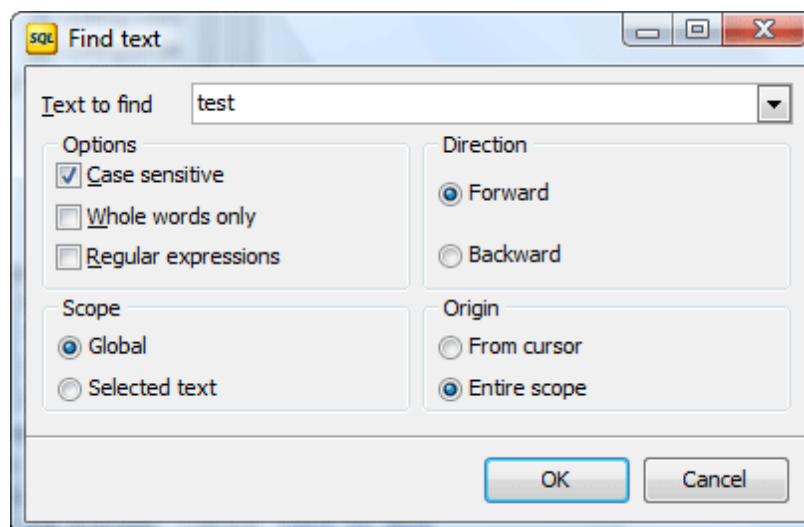 SQL Find text
Text to find test
Options
Case sensitive
Whole words only
Regular expressions
Direction
Forward
Backward
Scope
Global
Selected text
Origin
From cursor
Entire scope
OK Cancel